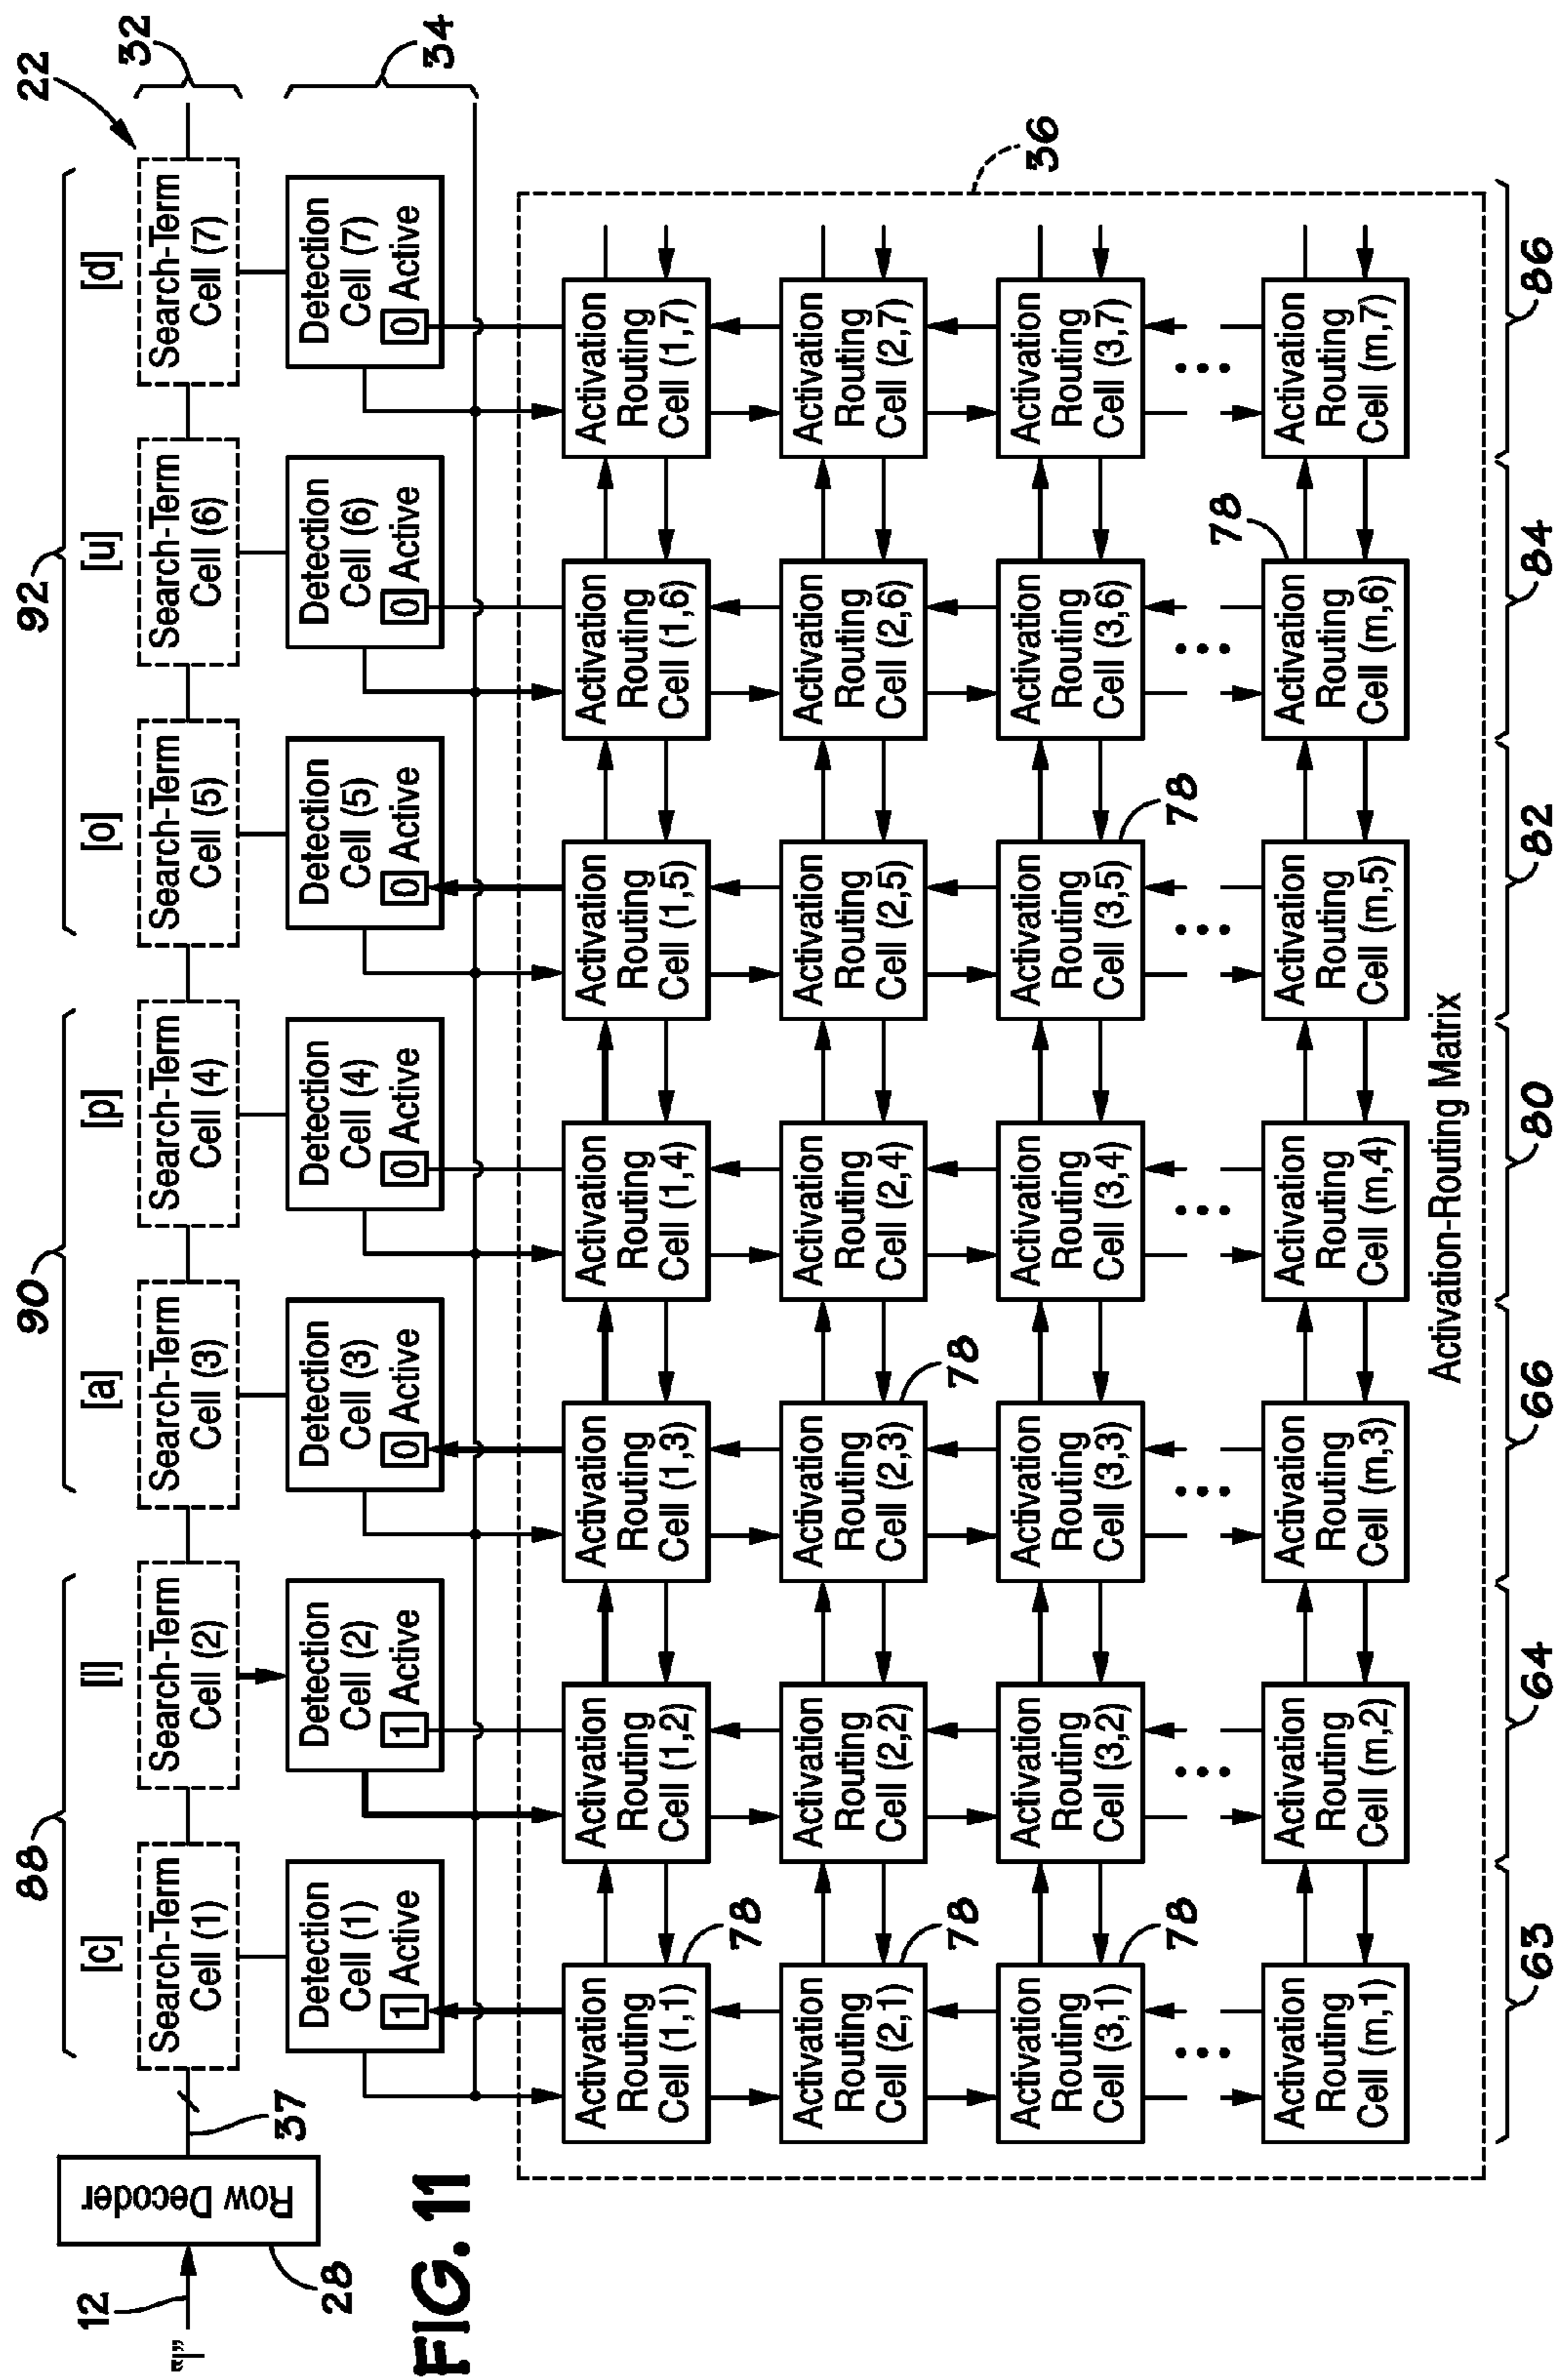 88
90
92
[c]
[l]
[a]
[p]
[o]
[u]
[d]
22
12
"l"
Row Decoder
28
37
Search-Term
Cell (1)
Search-Term
Cell (2)
Search-Term
Cell (3)
Search-Term
Cell (4)
Search-Term
Cell (5)
Search-Term
Cell (6)
Search-Term
Cell (7)
32
Detection
Cell (1)
1 Active
Detection
Cell (2)
1 Active
Detection
Cell (3)
0 Active
Detection
Cell (4)
0 Active
Detection
Cell (5)
0 Active
Detection
Cell (6)
0 Active
Detection
Cell (7)
0 Active
34
FIG. 11
Activation
Routing
Cell (1,1)
78
Activation
Routing
Cell (1,2)
Activation
Routing
Cell (1,3)
Activation
Routing
Cell (1,4)
Activation
Routing
Cell (1,5)
Activation
Routing
Cell (1,6)
Activation
Routing
Cell (1,7)
Activation
Routing
Cell (2,1)
78
Activation
Routing
Cell (2,2)
Activation
Routing
Cell (2,3)
78
Activation
Routing
Cell (2,4)
Activation
Routing
Cell (2,5)
Activation
Routing
Cell (2,6)
Activation
Routing
Cell (2,7)
36
Activation
Routing
Cell (3,1)
78
Activation
Routing
Cell (3,2)
Activation
Routing
Cell (3,3)
Activation
Routing
Cell (3,4)
Activation
Routing
Cell (3,5)
78
Activation
Routing
Cell (3,6)
Activation
Routing
Cell (3,7)
Activation
Routing
Cell (m,1)
Activation
Routing
Cell (m,2)
Activation
Routing
Cell (m,3)
Activation
Routing
Cell (m,4)
Activation
Routing
Cell (m,5)
78
Activation
Routing
Cell (m,6)
Activation
Routing
Cell (m,7)
Activation-Routing Matrix
63
64
66
80
82
84
86